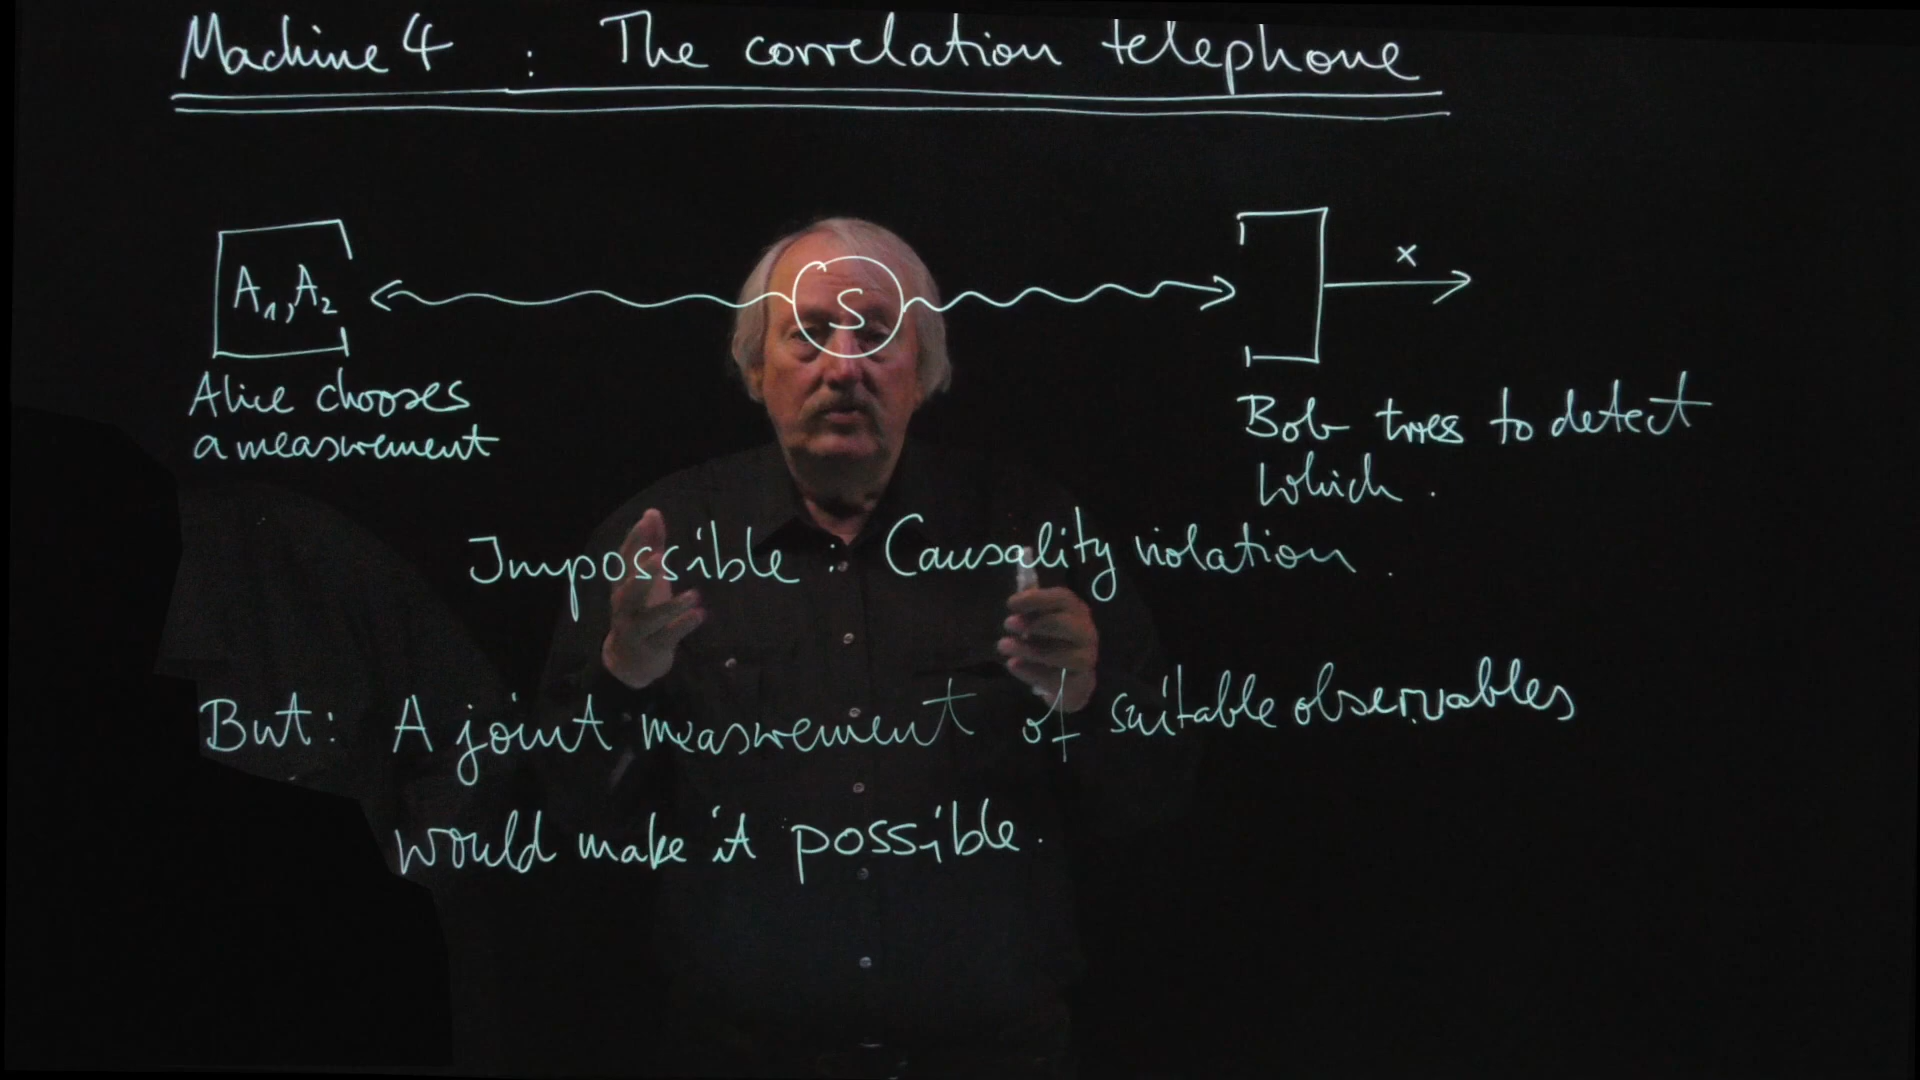 Machine 4 : The correlation telephone
A₁, A₂
S
x
Alice chooses
a measurement
Bob tries to detect
which.
Impossible : Causality violation.
But: A joint measurement of suitable observables
would make it possible.